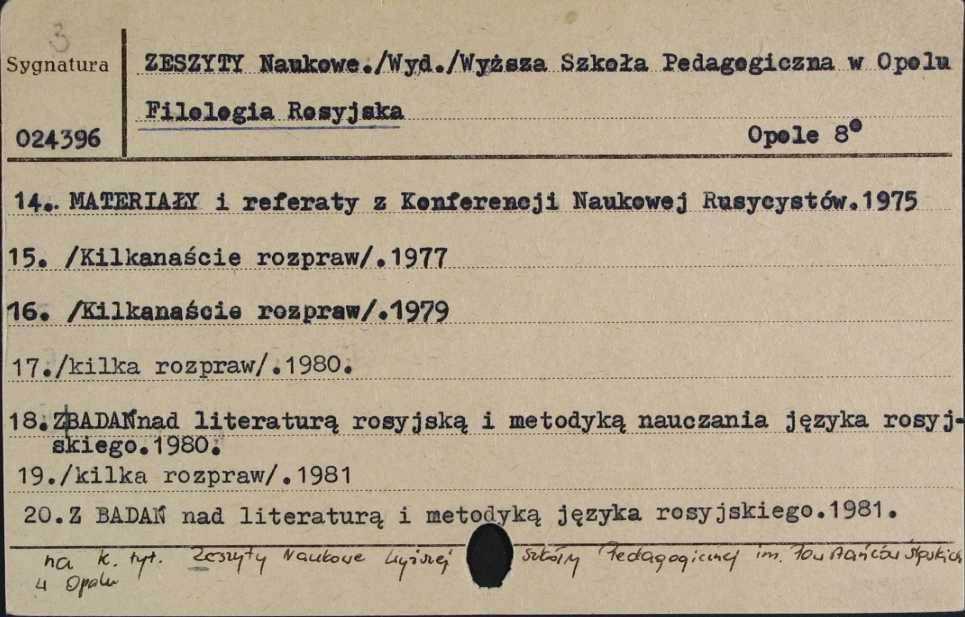 3
Sygnatura
ZESZYTY Naukowe./Wyd./Wyższa Szkoła Pedagogiczna w Opolu
Filologia Rosyjska
024396
Opole 8°
14. MATERIAŁY i referaty z Konferencji Naukowej Rusycystów.1975
15. /Kilkanaście rozpraw/.1977
16. /Kilkanaście rozpraw/.1979
17./kilka rozpraw/.1980.
18.Z BADAŃ nad literaturą rosyjską i metodyką nauczania języka rosyj-
skiego.1980.
19./kilka rozpraw/.1981
20.Z BADAŃ nad literaturą i metodyką języka rosyjskiego.1981.
na k. tyt. Zeszyty Naukowe Wyższej Szkoły Pedagogicznej im. Powstańców Śląskich
w Opolu